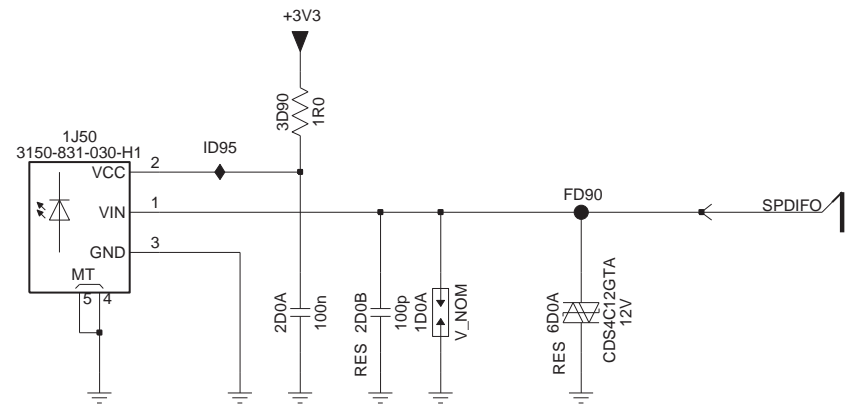 +3V3
3D90
1R0
1J50
3150-831-030-H1
ID95
VCC
2
VIN
1
GND
3
MT
5
4
FD90
SPDIFO
2D0A
100n
RES 2D0B
100p
1D0A
V_NOM
RES 6D0A
CDS4C12GTA
12V